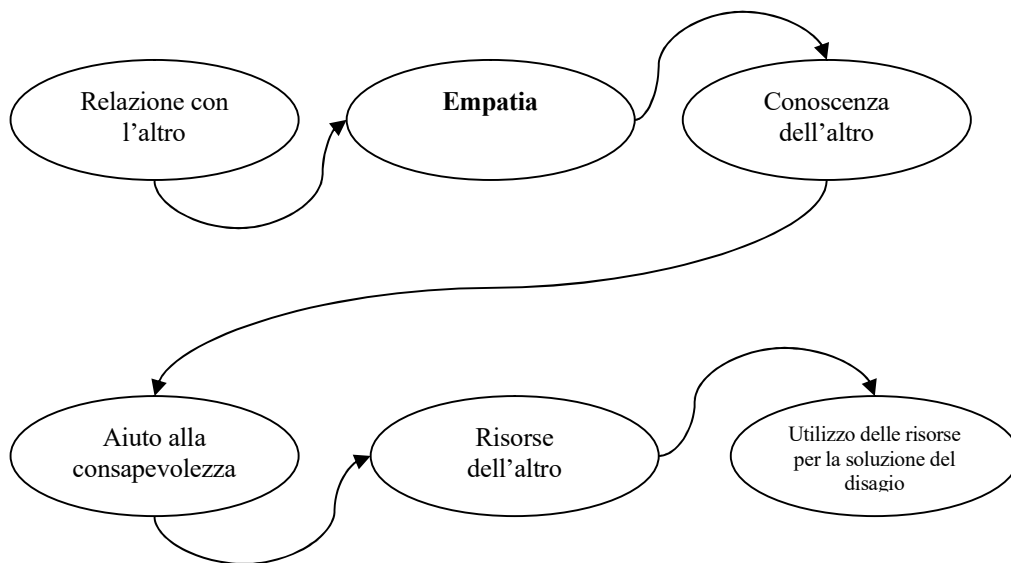 Relazione con
l’altro
Empatia
Conoscenza
dell’altro
Aiuto alla
consapevolezza
Risorse
dell’altro
Utilizzo delle risorse
per la soluzione del
disagio